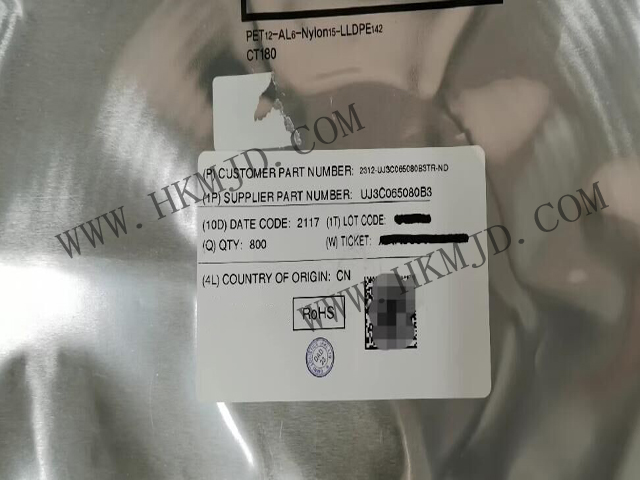 PET12-AL6-Nylon15-LLDPE142
CT180
(P) CUSTOMER PART NUMBER: 2312-UJ3C065080B3TR-ND
(1P) SUPPLIER PART NUMBER: UJ3C065080B3
(10D) DATE CODE: 2117 (1T) LOT CODE:
(Q) QTY: 800 (W) TICKET:
(4L) COUNTRY OF ORIGIN: CN
RoHS
WWW.HKMJD.COM
WWW.HKMJD.COM
WWW.HKMJD.COM